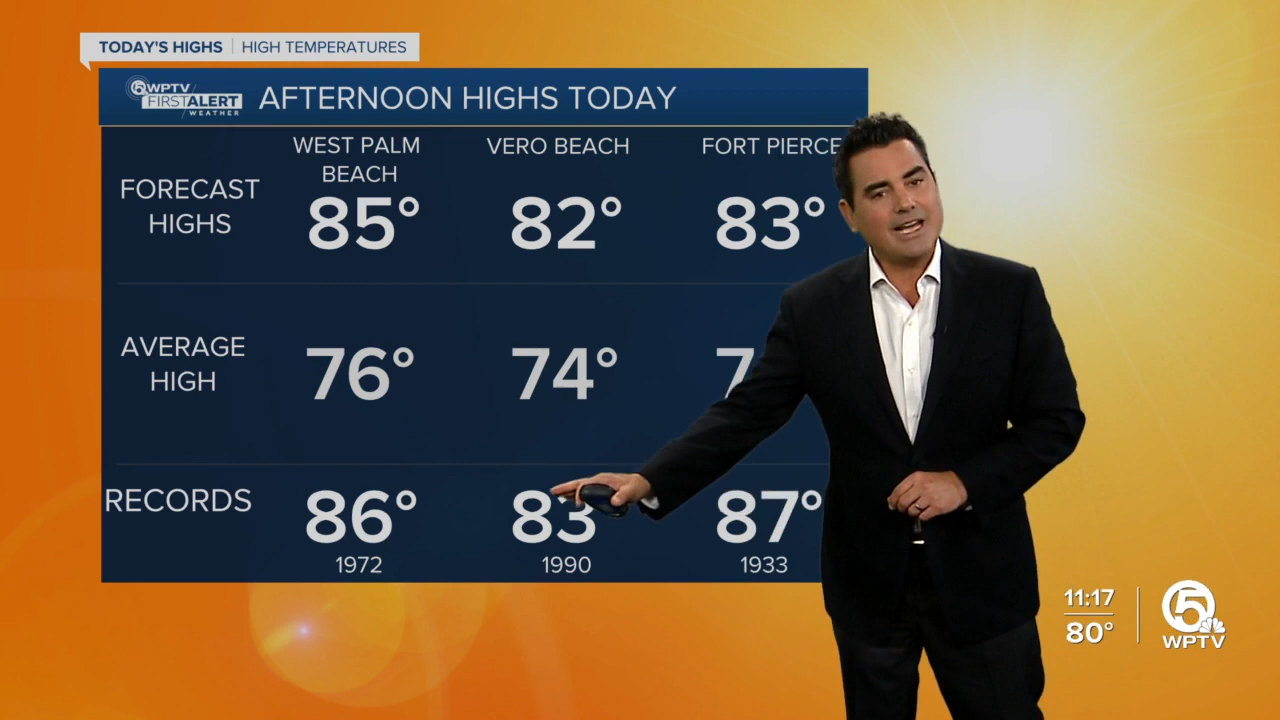 TODAY'S HIGHS | HIGH TEMPERATURES
5 WPTV
FIRST ALERT
WEATHER
AFTERNOON HIGHS TODAY
WEST PALM BEACH
VERO BEACH
FORT PIERCE
FORECAST HIGHS
85° 82° 83°
AVERAGE HIGH
76° 74° 7
RECORDS
86° 83 87°
1972 1990 1933
11:17
80°
5
WPTV